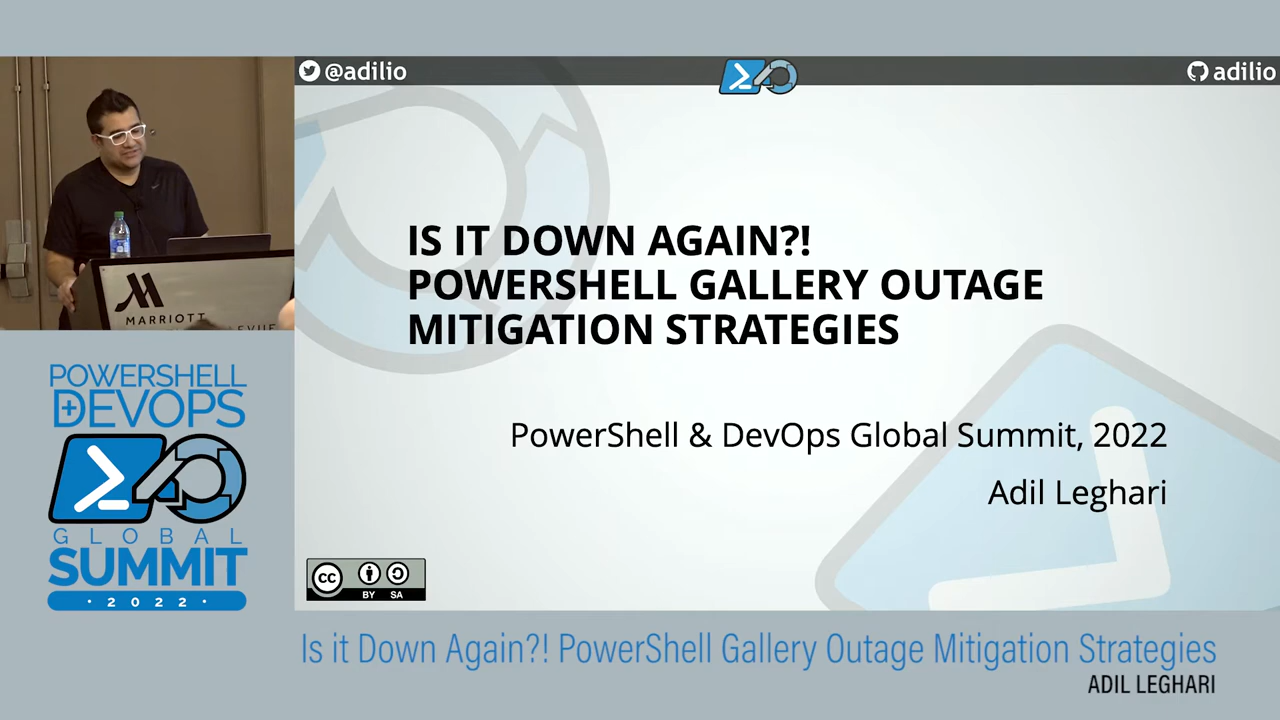 @adilio
adilio
IS IT DOWN AGAIN?!
POWERSHELL GALLERY OUTAGE
MITIGATION STRATEGIES
PowerShell & DevOps Global Summit, 2022
Adil Leghari
CC
BY SA
MARRIOTT
POWERSHELL
+DEVOPS
GLOBAL
SUMMIT
· 2022 ·
Is it Down Again?! PowerShell Gallery Outage Mitigation Strategies
ADIL LEGHARI